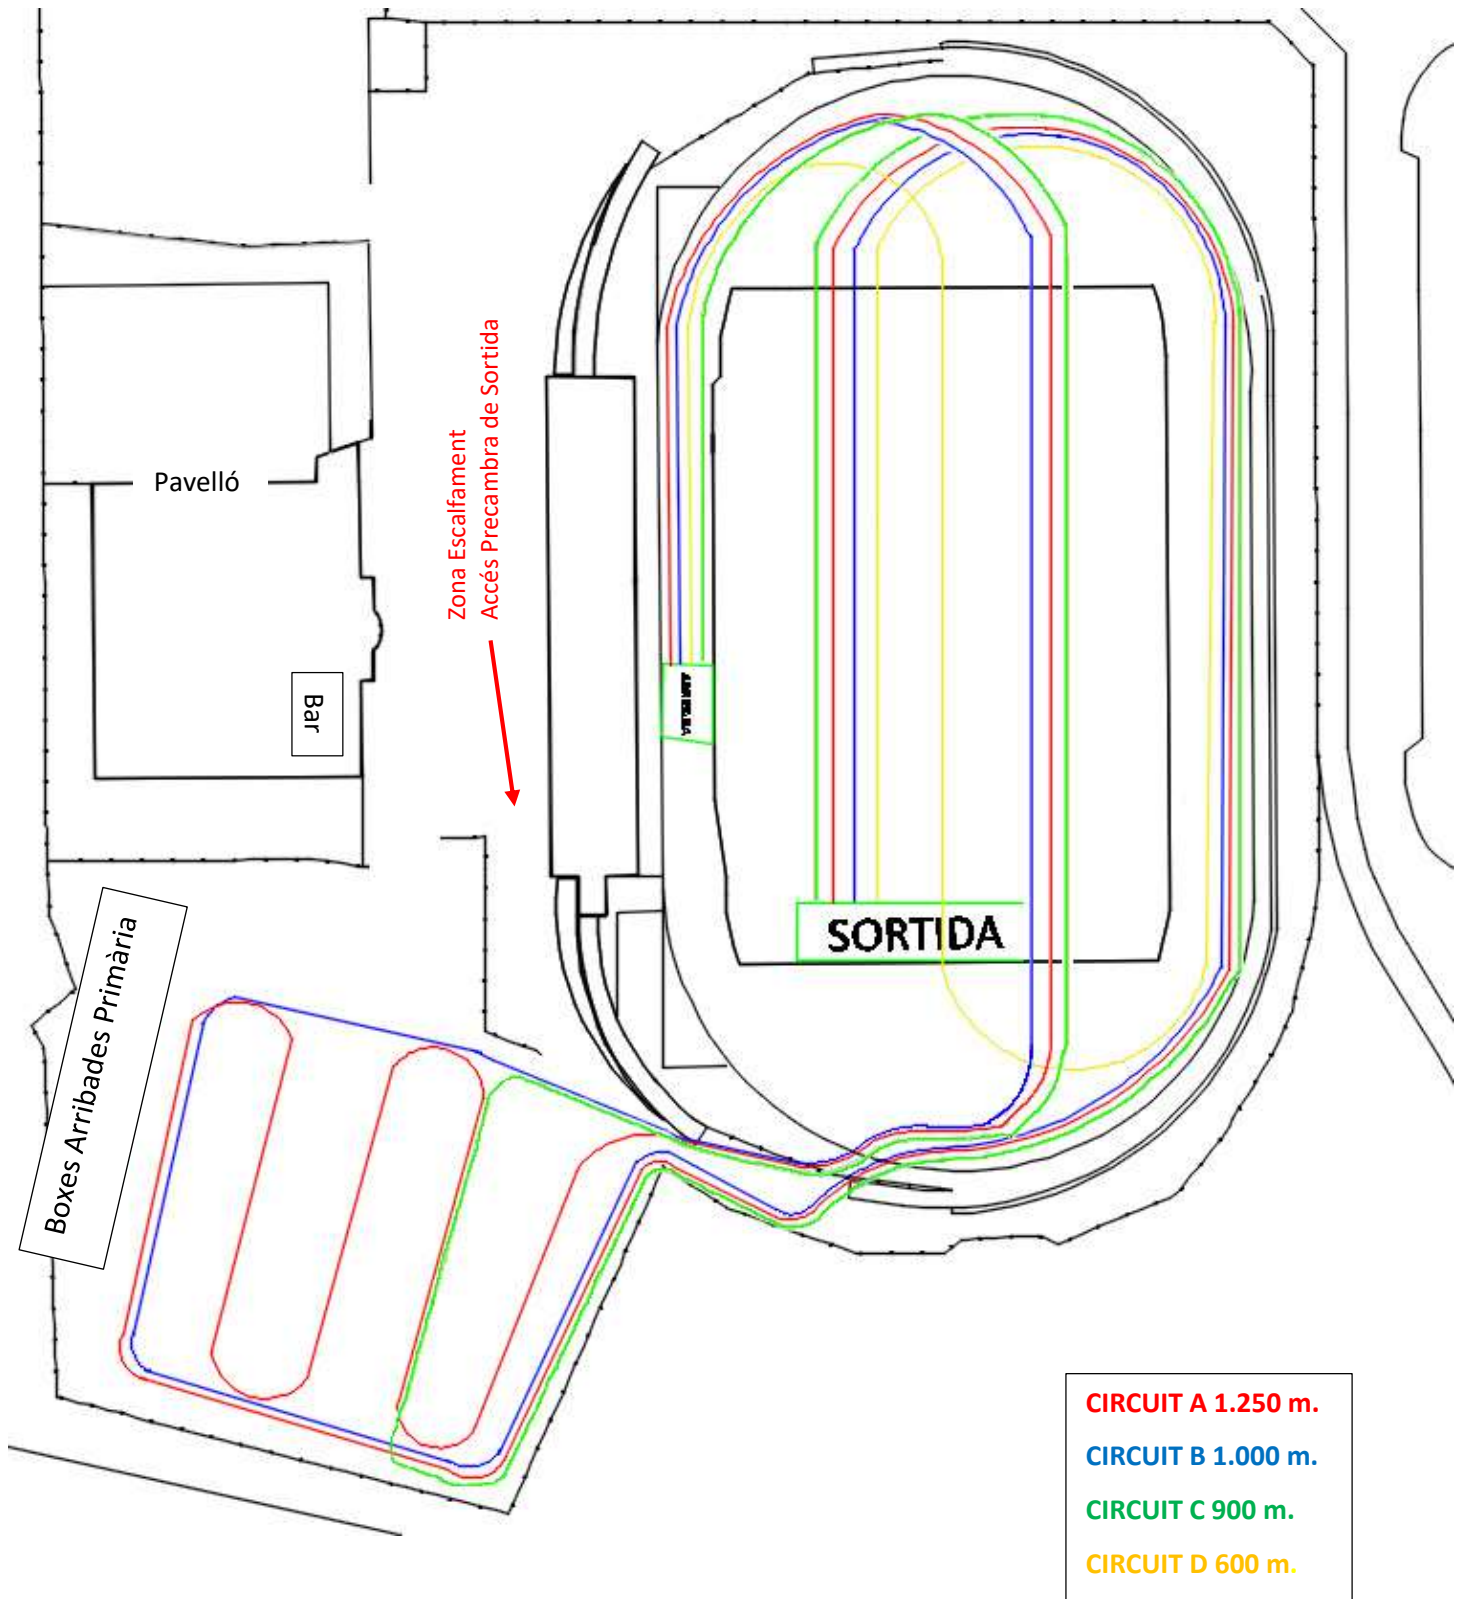 Zona Escalfament
Accés Precambra de Sortida
Pavelló
Bar
SORTIDA
Boxes Arribades Primària
CIRCUIT A 1.250 m.
CIRCUIT B 1.000 m.
CIRCUIT C 900 m.
CIRCUIT D 600 m.